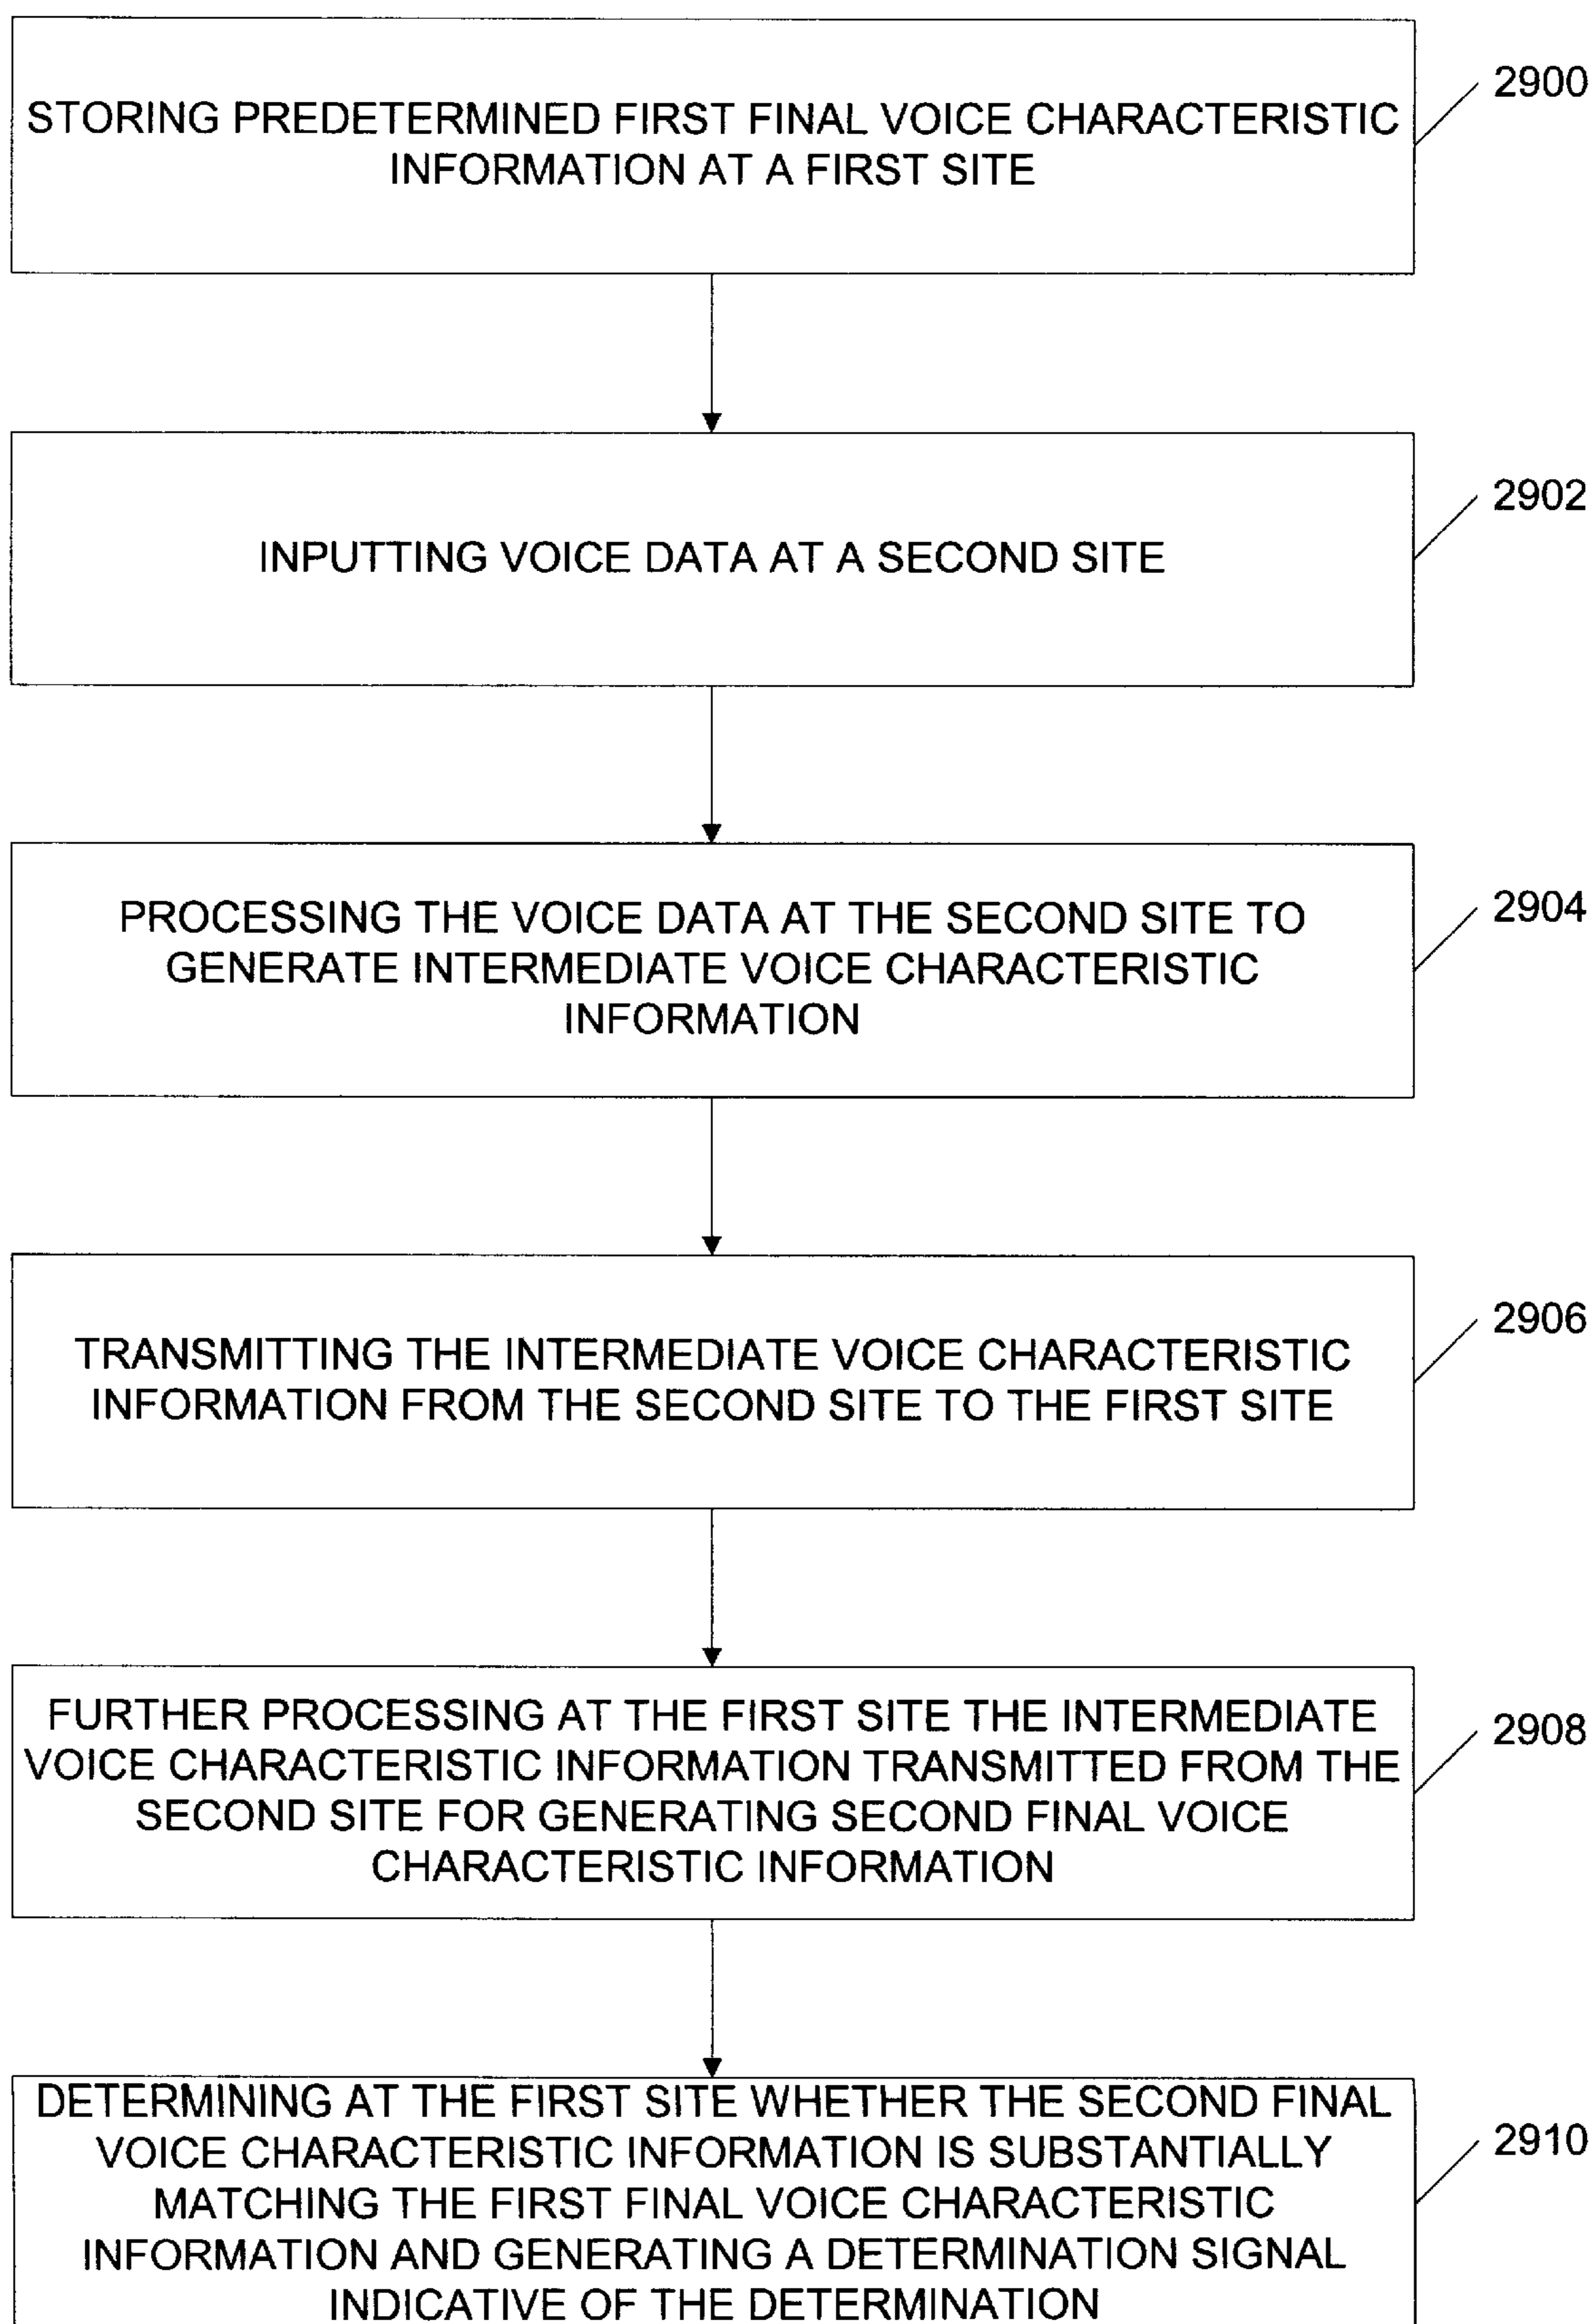 STORING PREDETERMINED FIRST FINAL VOICE CHARACTERISTIC
INFORMATION AT A FIRST SITE
2900
INPUTTING VOICE DATA AT A SECOND SITE
2902
PROCESSING THE VOICE DATA AT THE SECOND SITE TO
GENERATE INTERMEDIATE VOICE CHARACTERISTIC
INFORMATION
2904
TRANSMITTING THE INTERMEDIATE VOICE CHARACTERISTIC
INFORMATION FROM THE SECOND SITE TO THE FIRST SITE
2906
FURTHER PROCESSING AT THE FIRST SITE THE INTERMEDIATE
VOICE CHARACTERISTIC INFORMATION TRANSMITTED FROM THE
SECOND SITE FOR GENERATING SECOND FINAL VOICE
CHARACTERISTIC INFORMATION
2908
DETERMINING AT THE FIRST SITE WHETHER THE SECOND FINAL
VOICE CHARACTERISTIC INFORMATION IS SUBSTANTIALLY
MATCHING THE FIRST FINAL VOICE CHARACTERISTIC
INFORMATION AND GENERATING A DETERMINATION SIGNAL
INDICATIVE OF THE DETERMINATION
2910